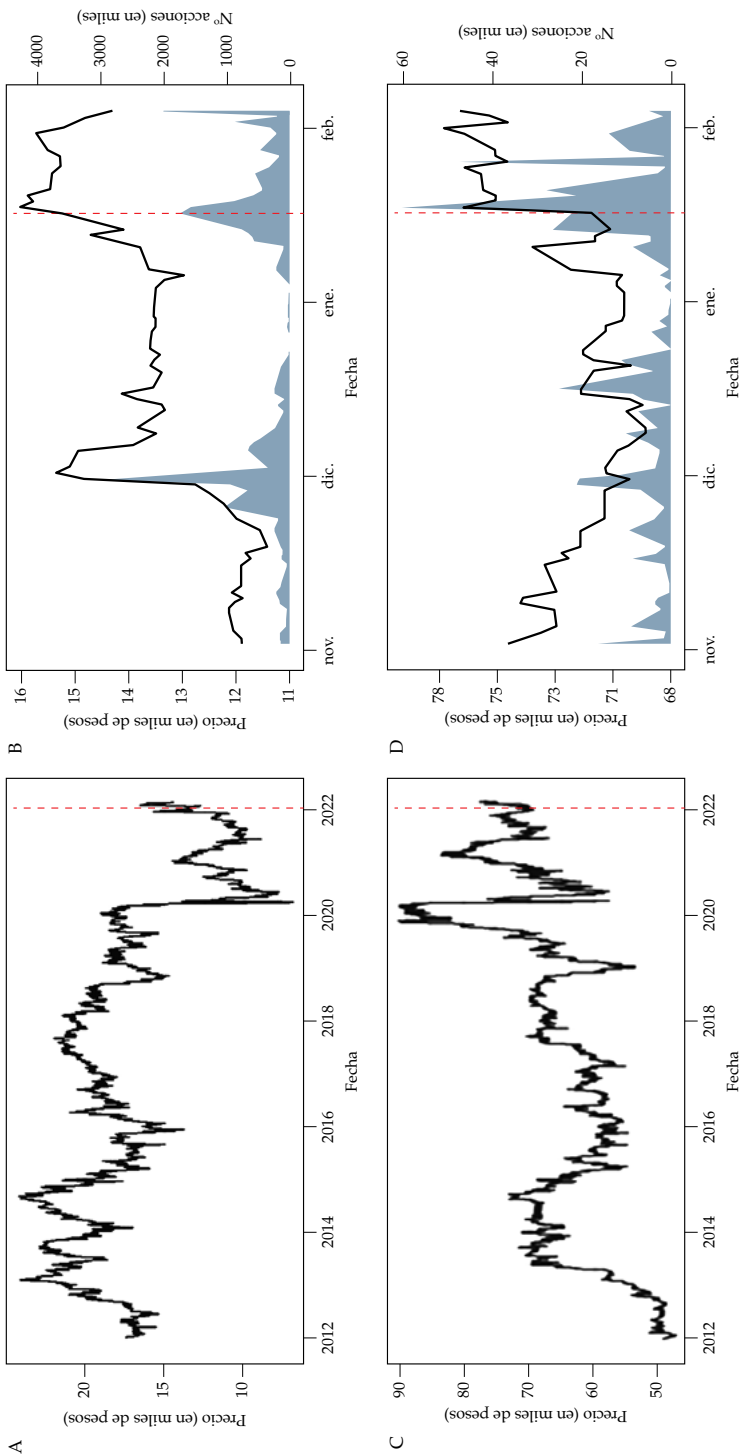 A
Precio (en miles de pesos)
20
10
2012
2014
2016
2018
2020
2022
Fecha
B
Precio (en miles de pesos)
16
15
14
13
12
11
Nº acciones (en miles)
4000
3000
2000
1000
0
nov.
dic.
ene.
feb.
Fecha
C
Precio (en miles de pesos)
90
80
70
60
50
2012
2014
2016
2018
2020
2022
Fecha
D
Precio (en miles de pesos)
78
75
73
71
68
Nº acciones (en miles)
60
40
20
0
nov.
dic.
ene.
feb.
Fecha